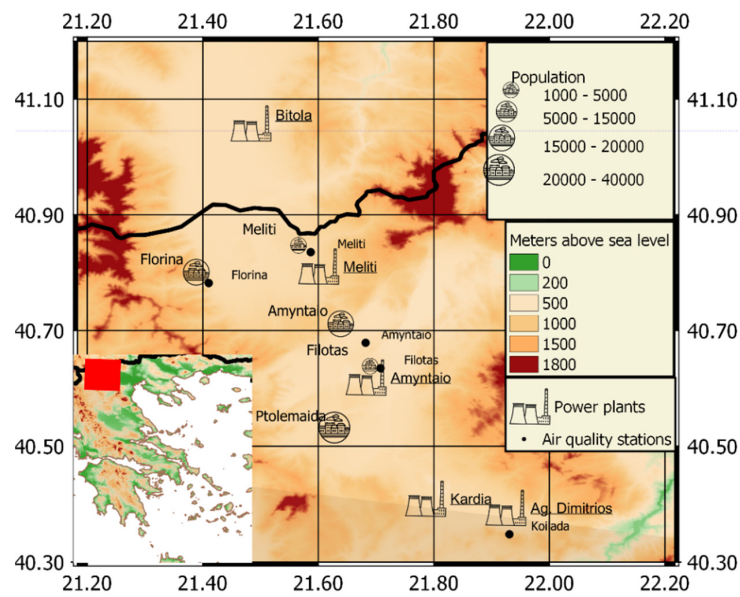 21.20 21.40 21.60 21.80 22.00 22.20
41.10 41.10
Population
1000 - 5000
5000 - 15000
15000 - 20000
20000 - 40000
Bitola
40.90 40.90
Meliti
Meliti
Meliti
Florina
Florina
Meters above sea level
0
200
500
1000
1500
1800
Amyntaio
40.70 40.70
Amyntaio
Filotas
Filotas
Amyntaio
Power plants
Air quality stations
Ptolemaida
40.50 40.50
Kardia
Ag. Dimitrios
Koilada
40.30 40.30
21.20 21.40 21.60 21.80 22.00 22.20